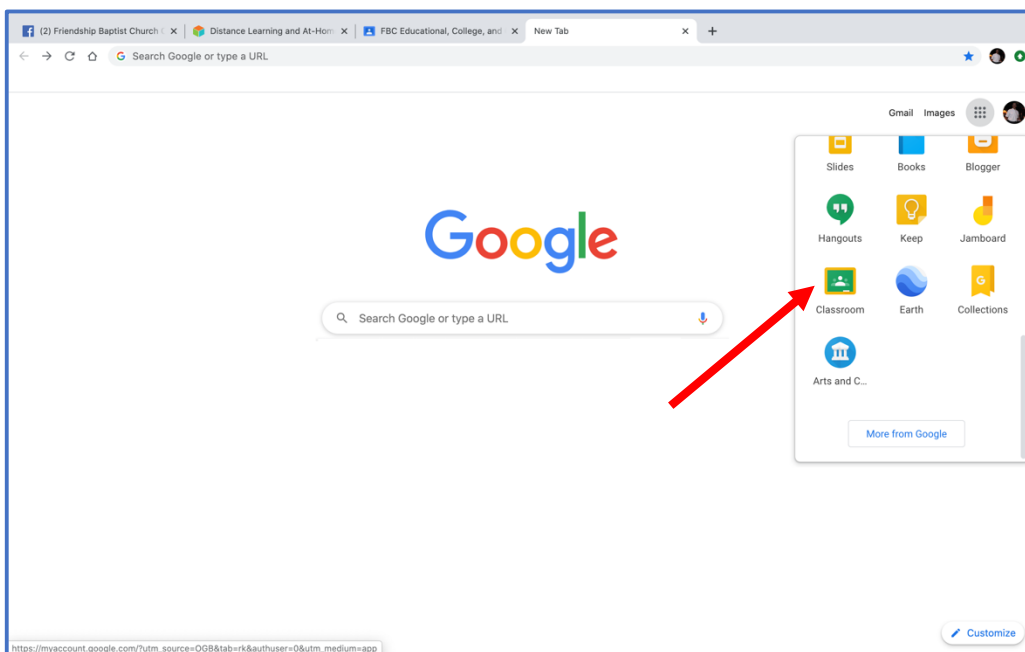 (2) Friendship Baptist Church
Distance Learning and At-Hom
FBC Educational, College, and
New Tab
Search Google or type a URL
Gmail Images
Slides Books Blogger
Hangouts Keep Jamboard
Classroom Earth Collections
Arts and C...
More from Google
Google
Search Google or type a URL
Customize
https://myaccount.google.com/?utm_source=OGB&tab=rk&authuser=0&utm_medium=app